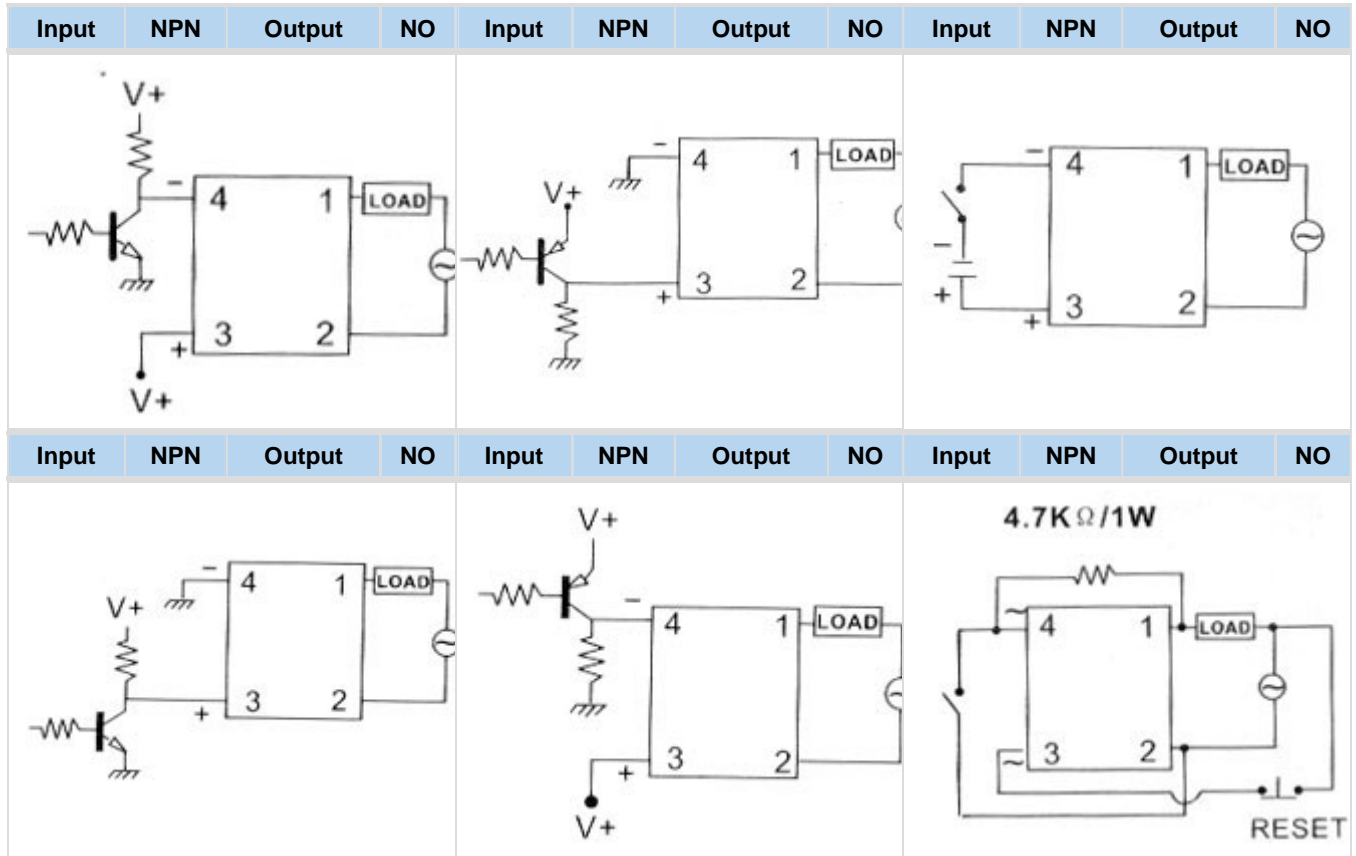 Input NPN Output NO Input NPN Output NO Input NPN Output NO
V+
−
4 1 LOAD
3 2
+
V+
−
4 1 LOAD
V+
3 2
+
−
4 1 LOAD
−
+
3 2
+
Input NPN Output NO Input NPN Output NO Input NPN Output NO
−
4 1 LOAD
V+
3 2
+
V+
−
4 1 LOAD
3 2
+
V+
4.7K Ω/1W
~
4 1 LOAD
~
3 2
RESET